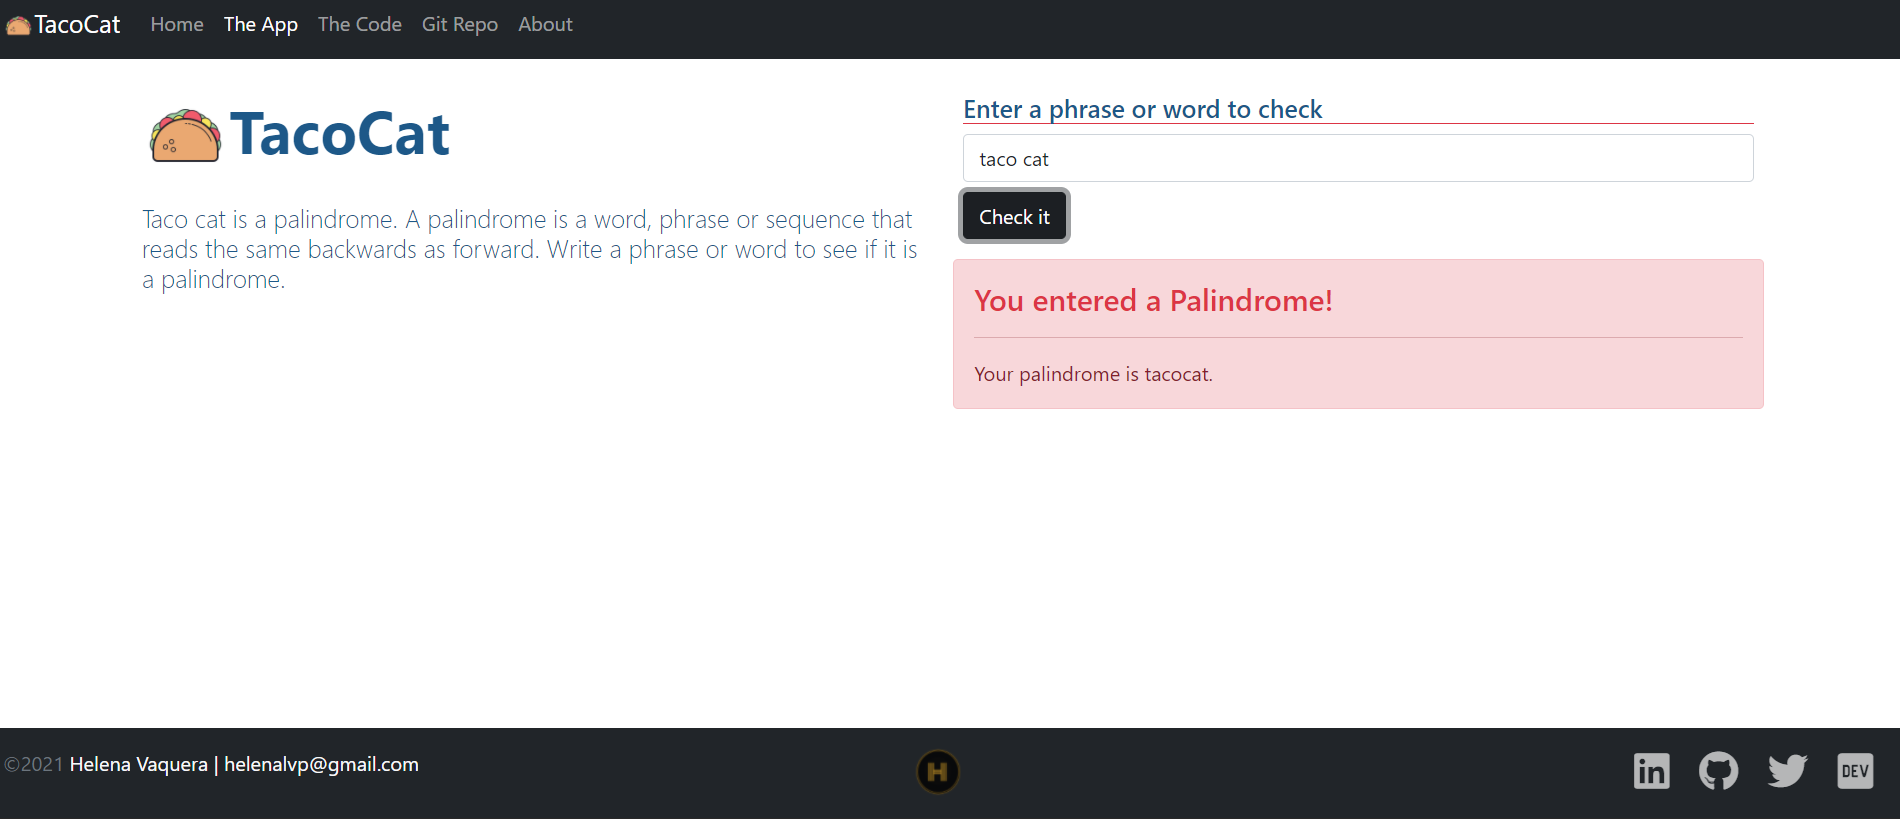 TacoCat Home The App The Code Git Repo About
TacoCat
Taco cat is a palindrome. A palindrome is a word, phrase or sequence that
reads the same backwards as forward. Write a phrase or word to see if it is
a palindrome.
Enter a phrase or word to check
taco cat
Check it
You entered a Palindrome!
Your palindrome is tacocat.
©2021 Helena Vaquera | helenalvp@gmail.com
H
in
DEV